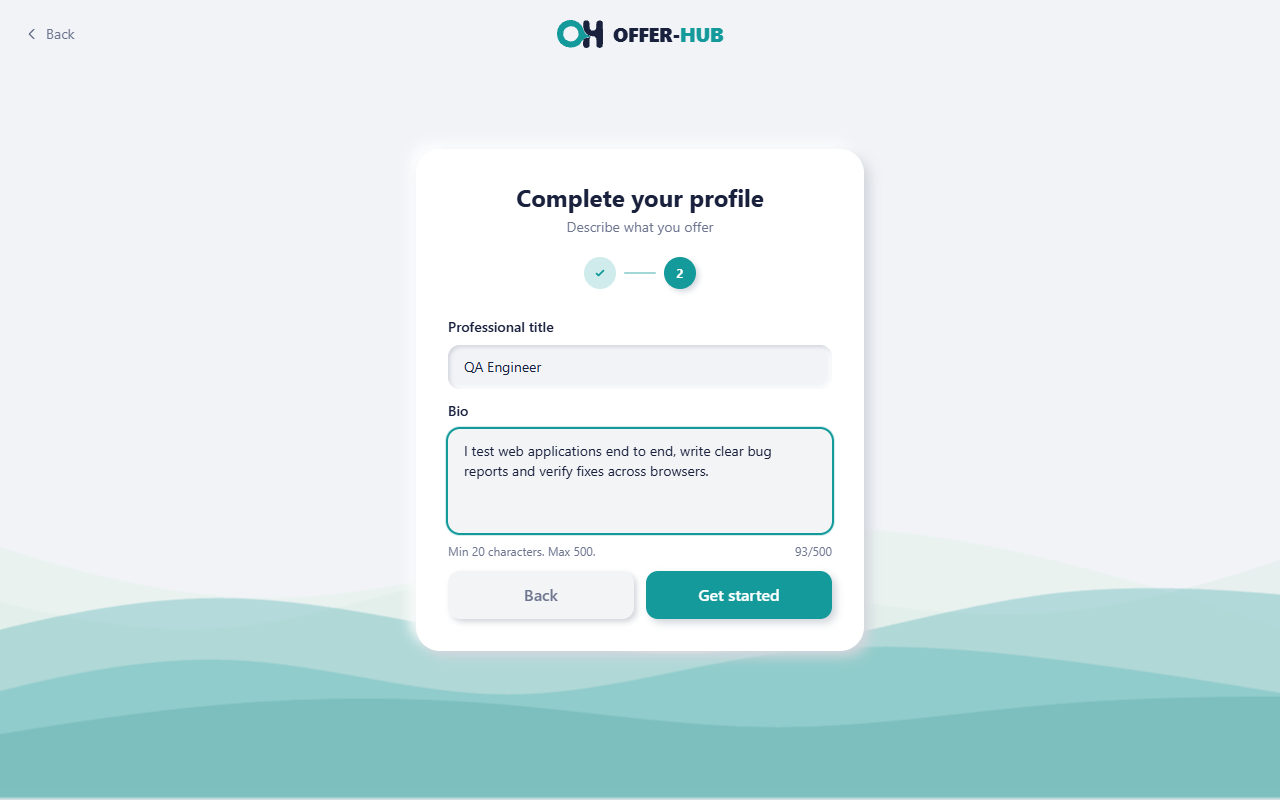 Back
OH OFFER-HUB
Complete your profile
Describe what you offer
2
Professional title
QA Engineer
Bio
I test web applications end to end, write clear bug
reports and verify fixes across browsers.
Min 20 characters. Max 500.
93/500
Back
Get started